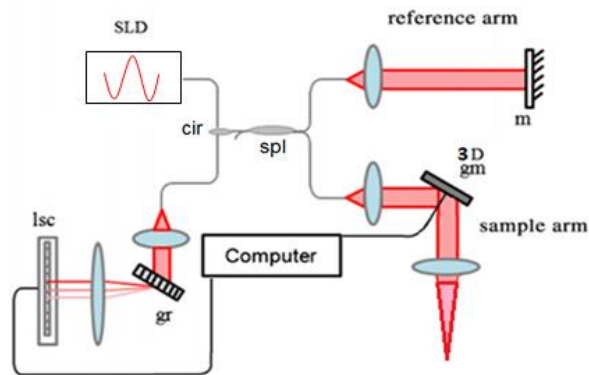 SLD
reference arm
cir
spl
m
3D
gm
lsc
Computer
sample arm
gr